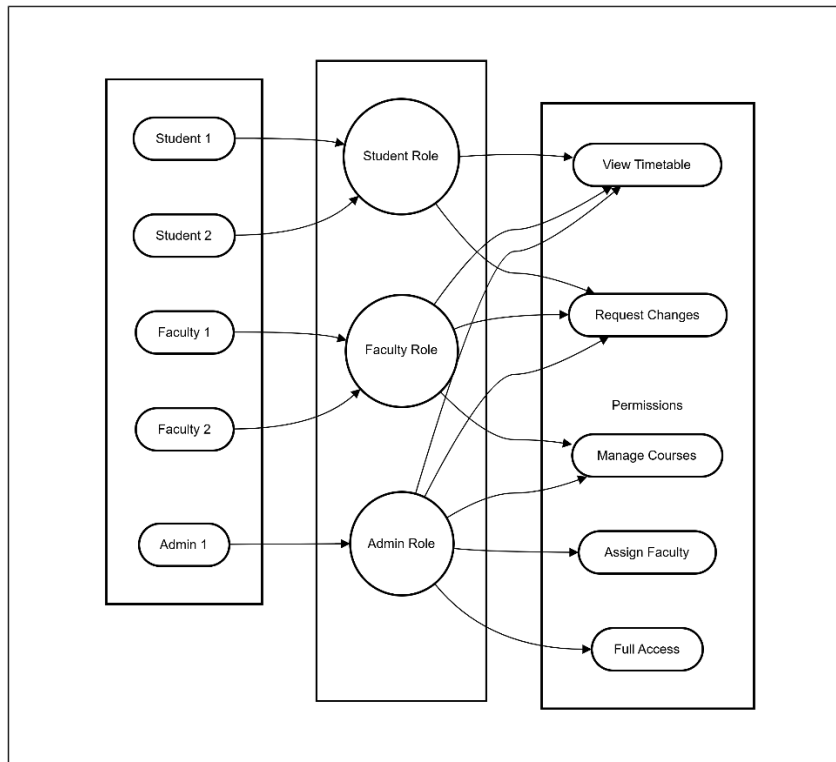 Student 1
Student 2
Faculty 1
Faculty 2
Admin 1
Student Role
Faculty Role
Admin Role
View Timetable
Request Changes
Permissions
Manage Courses
Assign Faculty
Full Access